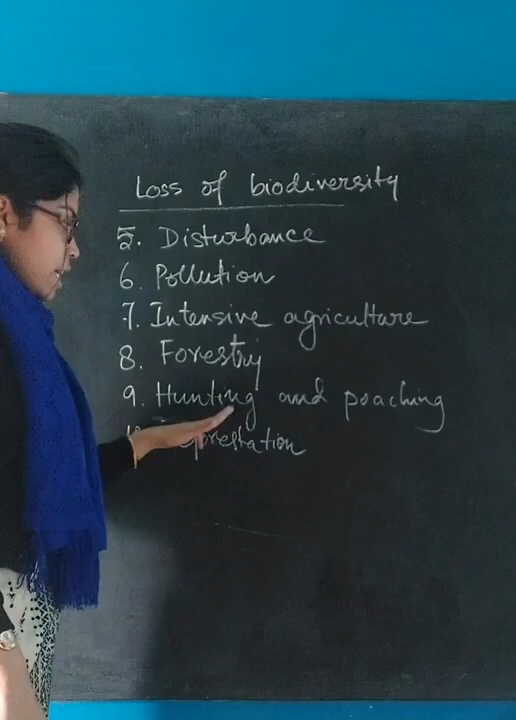 Loss of biodiversity
5. Disturbance
6. Pollution
7. Intensive agriculture
8. Forestry
9. Hunting and poaching